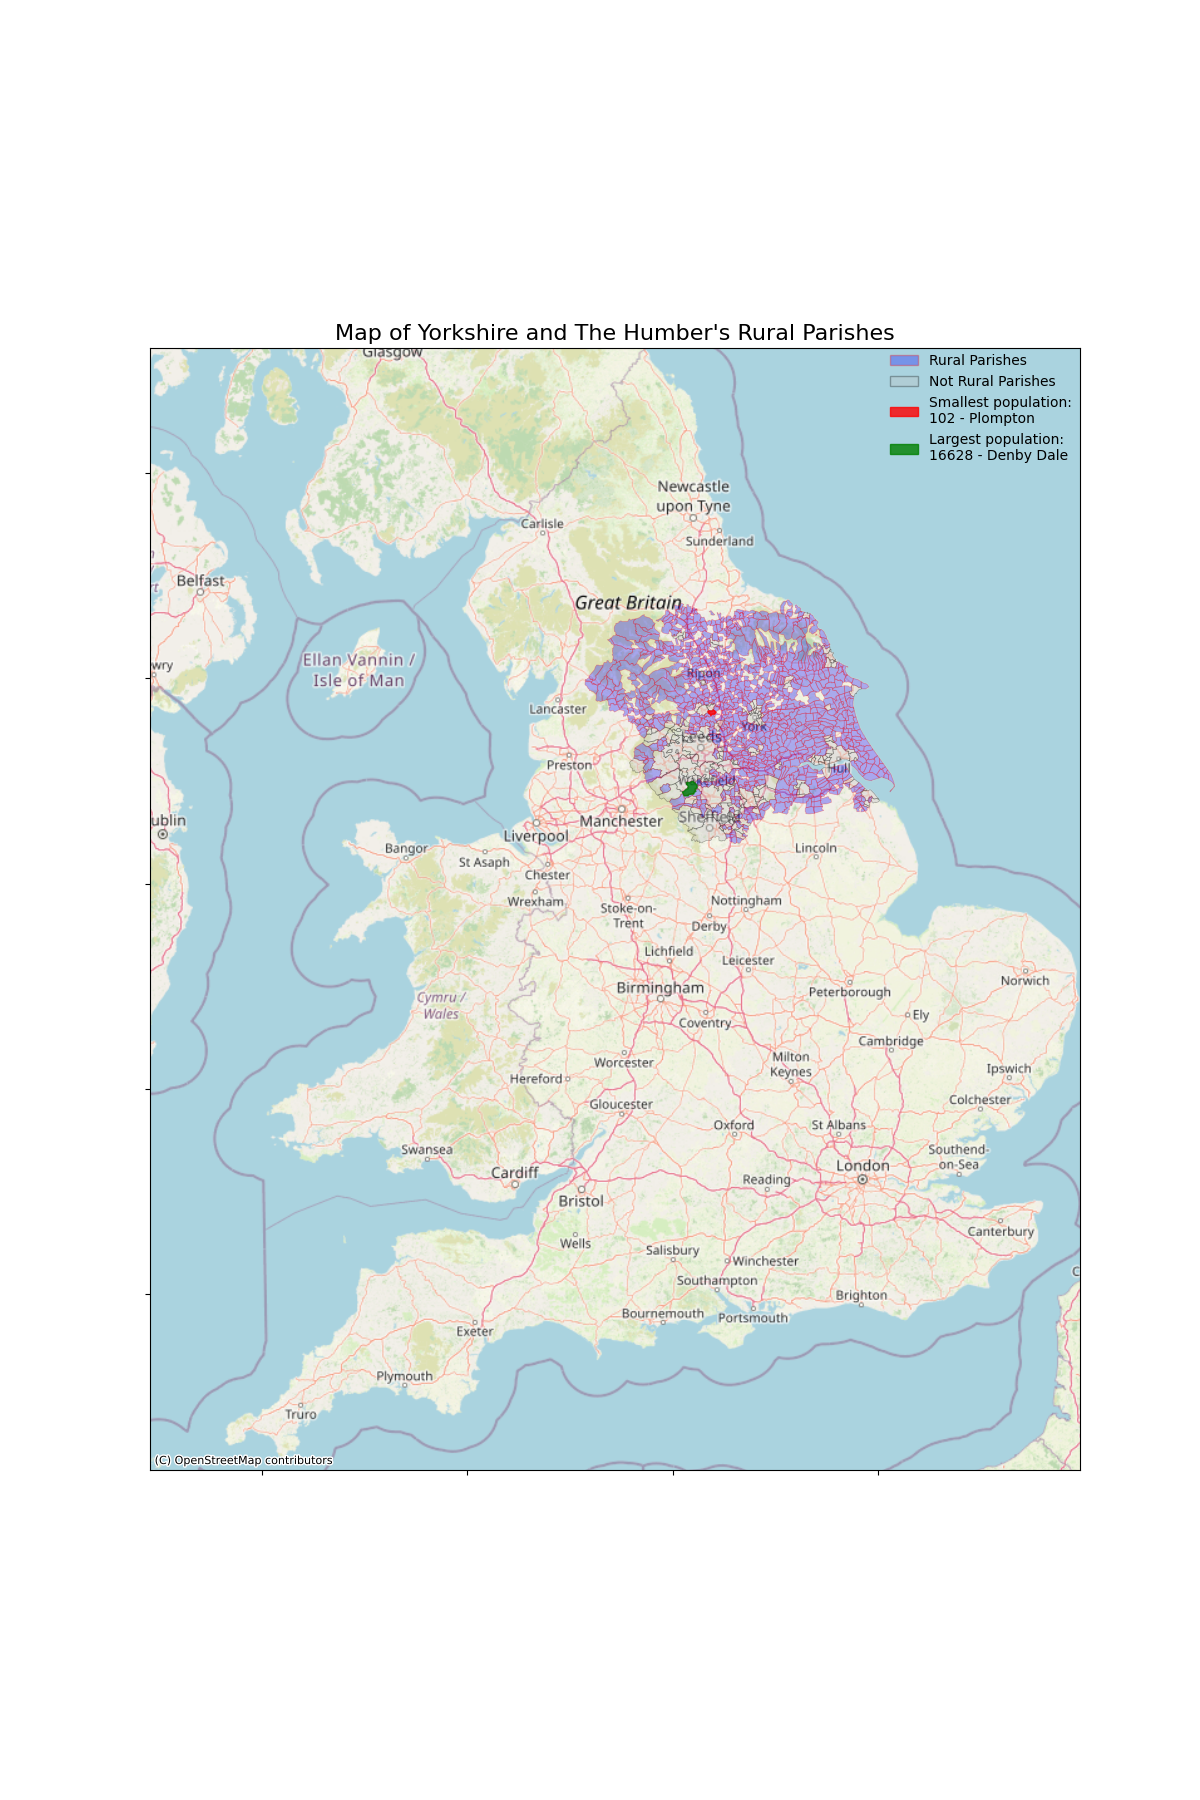 Map of Yorkshire and The Humber's Rural Parishes
Rural Parishes
Not Rural Parishes
Smallest population:
102 - Plompton
Largest population:
16628 - Denby Dale
Glasgow
Newcastle
upon Tyne
Carlisle
Sunderland
Belfast
Great Britain
Ellan Vannin /
Isle of Man
wry
Ripon
Lancaster
York
Leeds
Preston
Hull
Wakefield
ublin
Manchester
Sheffield
Liverpool
Bangor
St Asaph
Lincoln
Chester
Wrexham
Stoke-on-
Trent
Nottingham
Derby
Lichfield
Leicester
Norwich
Birmingham
Peterborough
Cymru /
Wales
Coventry
Ely
Cambridge
Worcester
Milton
Keynes
Ipswich
Hereford
Gloucester
Colchester
Oxford
St Albans
Swansea
Southend-
on-Sea
Cardiff
London
Reading
Bristol
Canterbury
Wells
Salisbury
Winchester
Southampton
Brighton
Bournemouth
Portsmouth
Exeter
Plymouth
Truro
(C) OpenStreetMap contributors